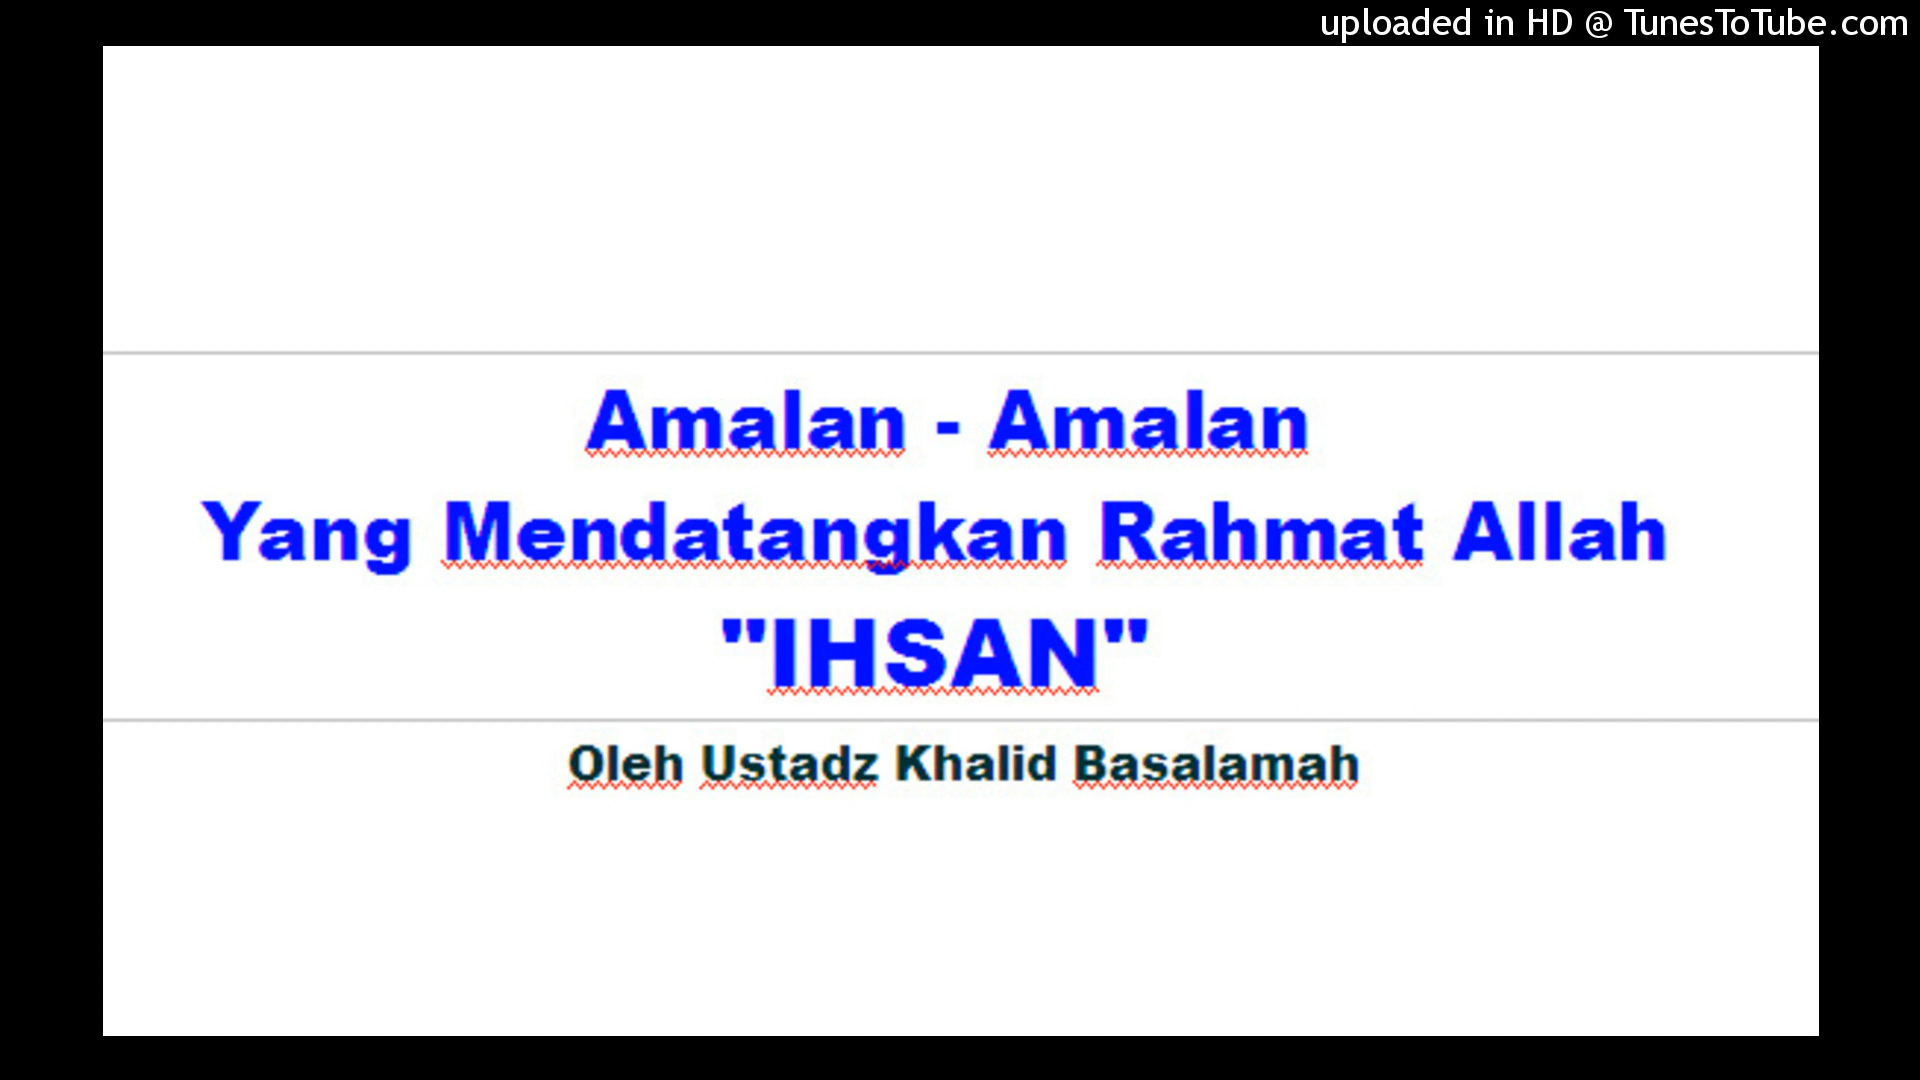 uploaded in HD @ TunesToTube.com
Amalan - Amalan
Yang Mendatangkan Rahmat Allah
"IHSAN"
Oleh Ustadz Khalid Basalamah